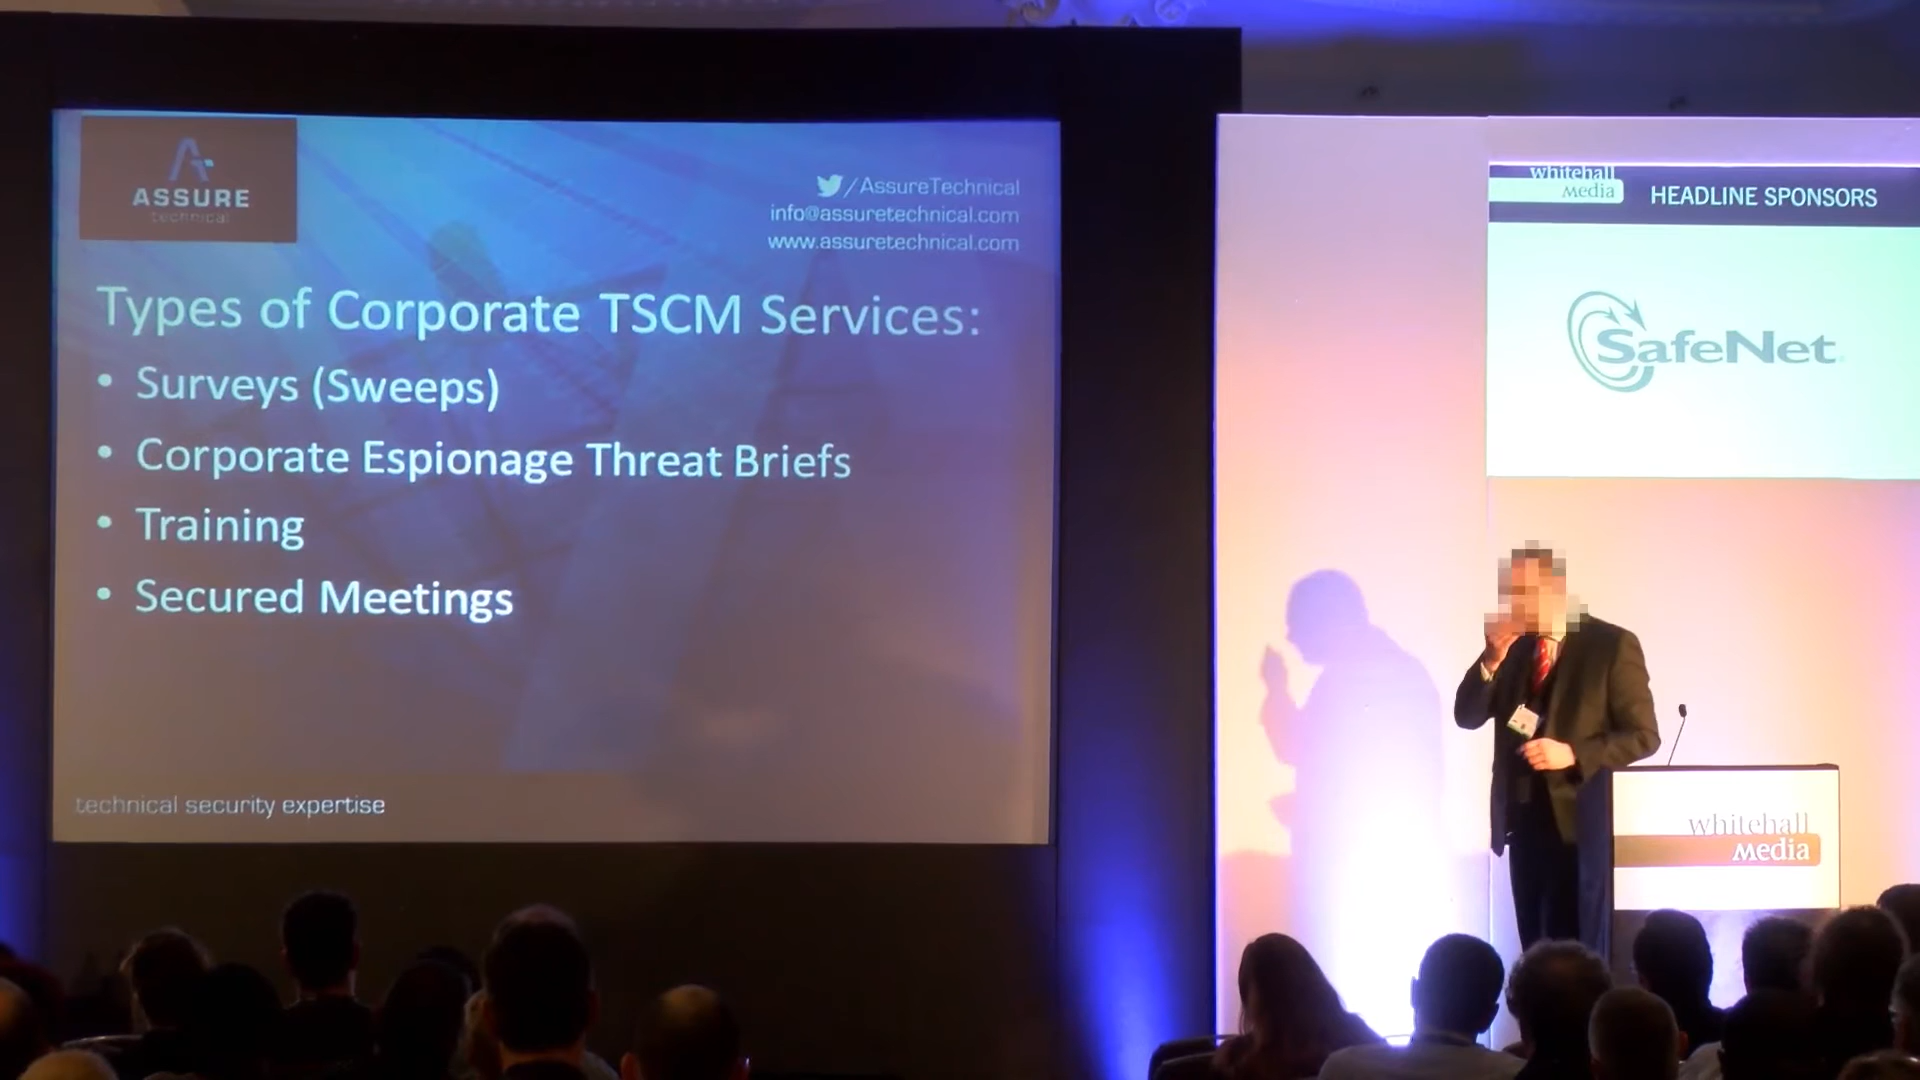 ASSURE
technical
/AssureTechnical
info@assuretechnical.com
www.assuretechnical.com
Types of Corporate TSCM Services:
• Surveys (Sweeps)
• Corporate Espionage Threat Briefs
• Training
• Secured Meetings
technical security expertise
whitehall
media
HEADLINE SPONSORS
SafeNet
whitehall
media